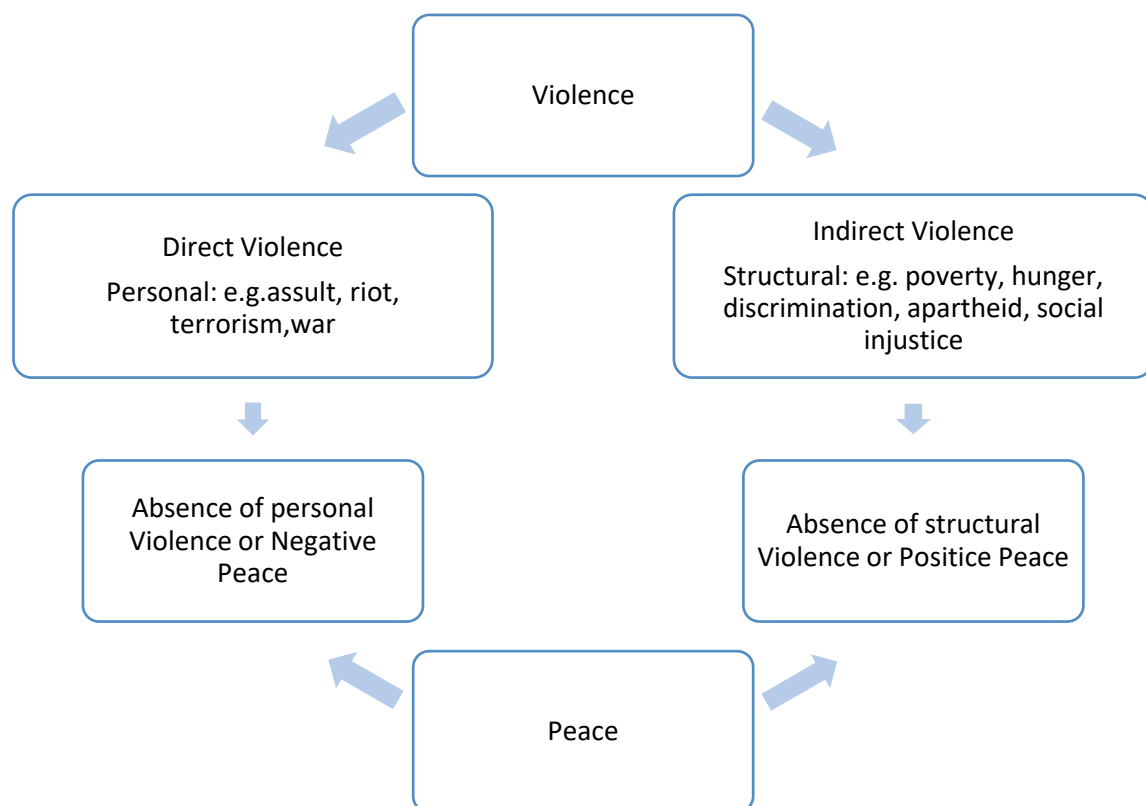 Violence
Direct Violence
Personal: e.g.assult, riot,
terrorism,war
Indirect Violence
Structural: e.g. poverty, hunger,
discrimination, apartheid, social
injustice
Absence of personal
Violence or Negative
Peace
Absence of structural
Violence or Positice Peace
Peace